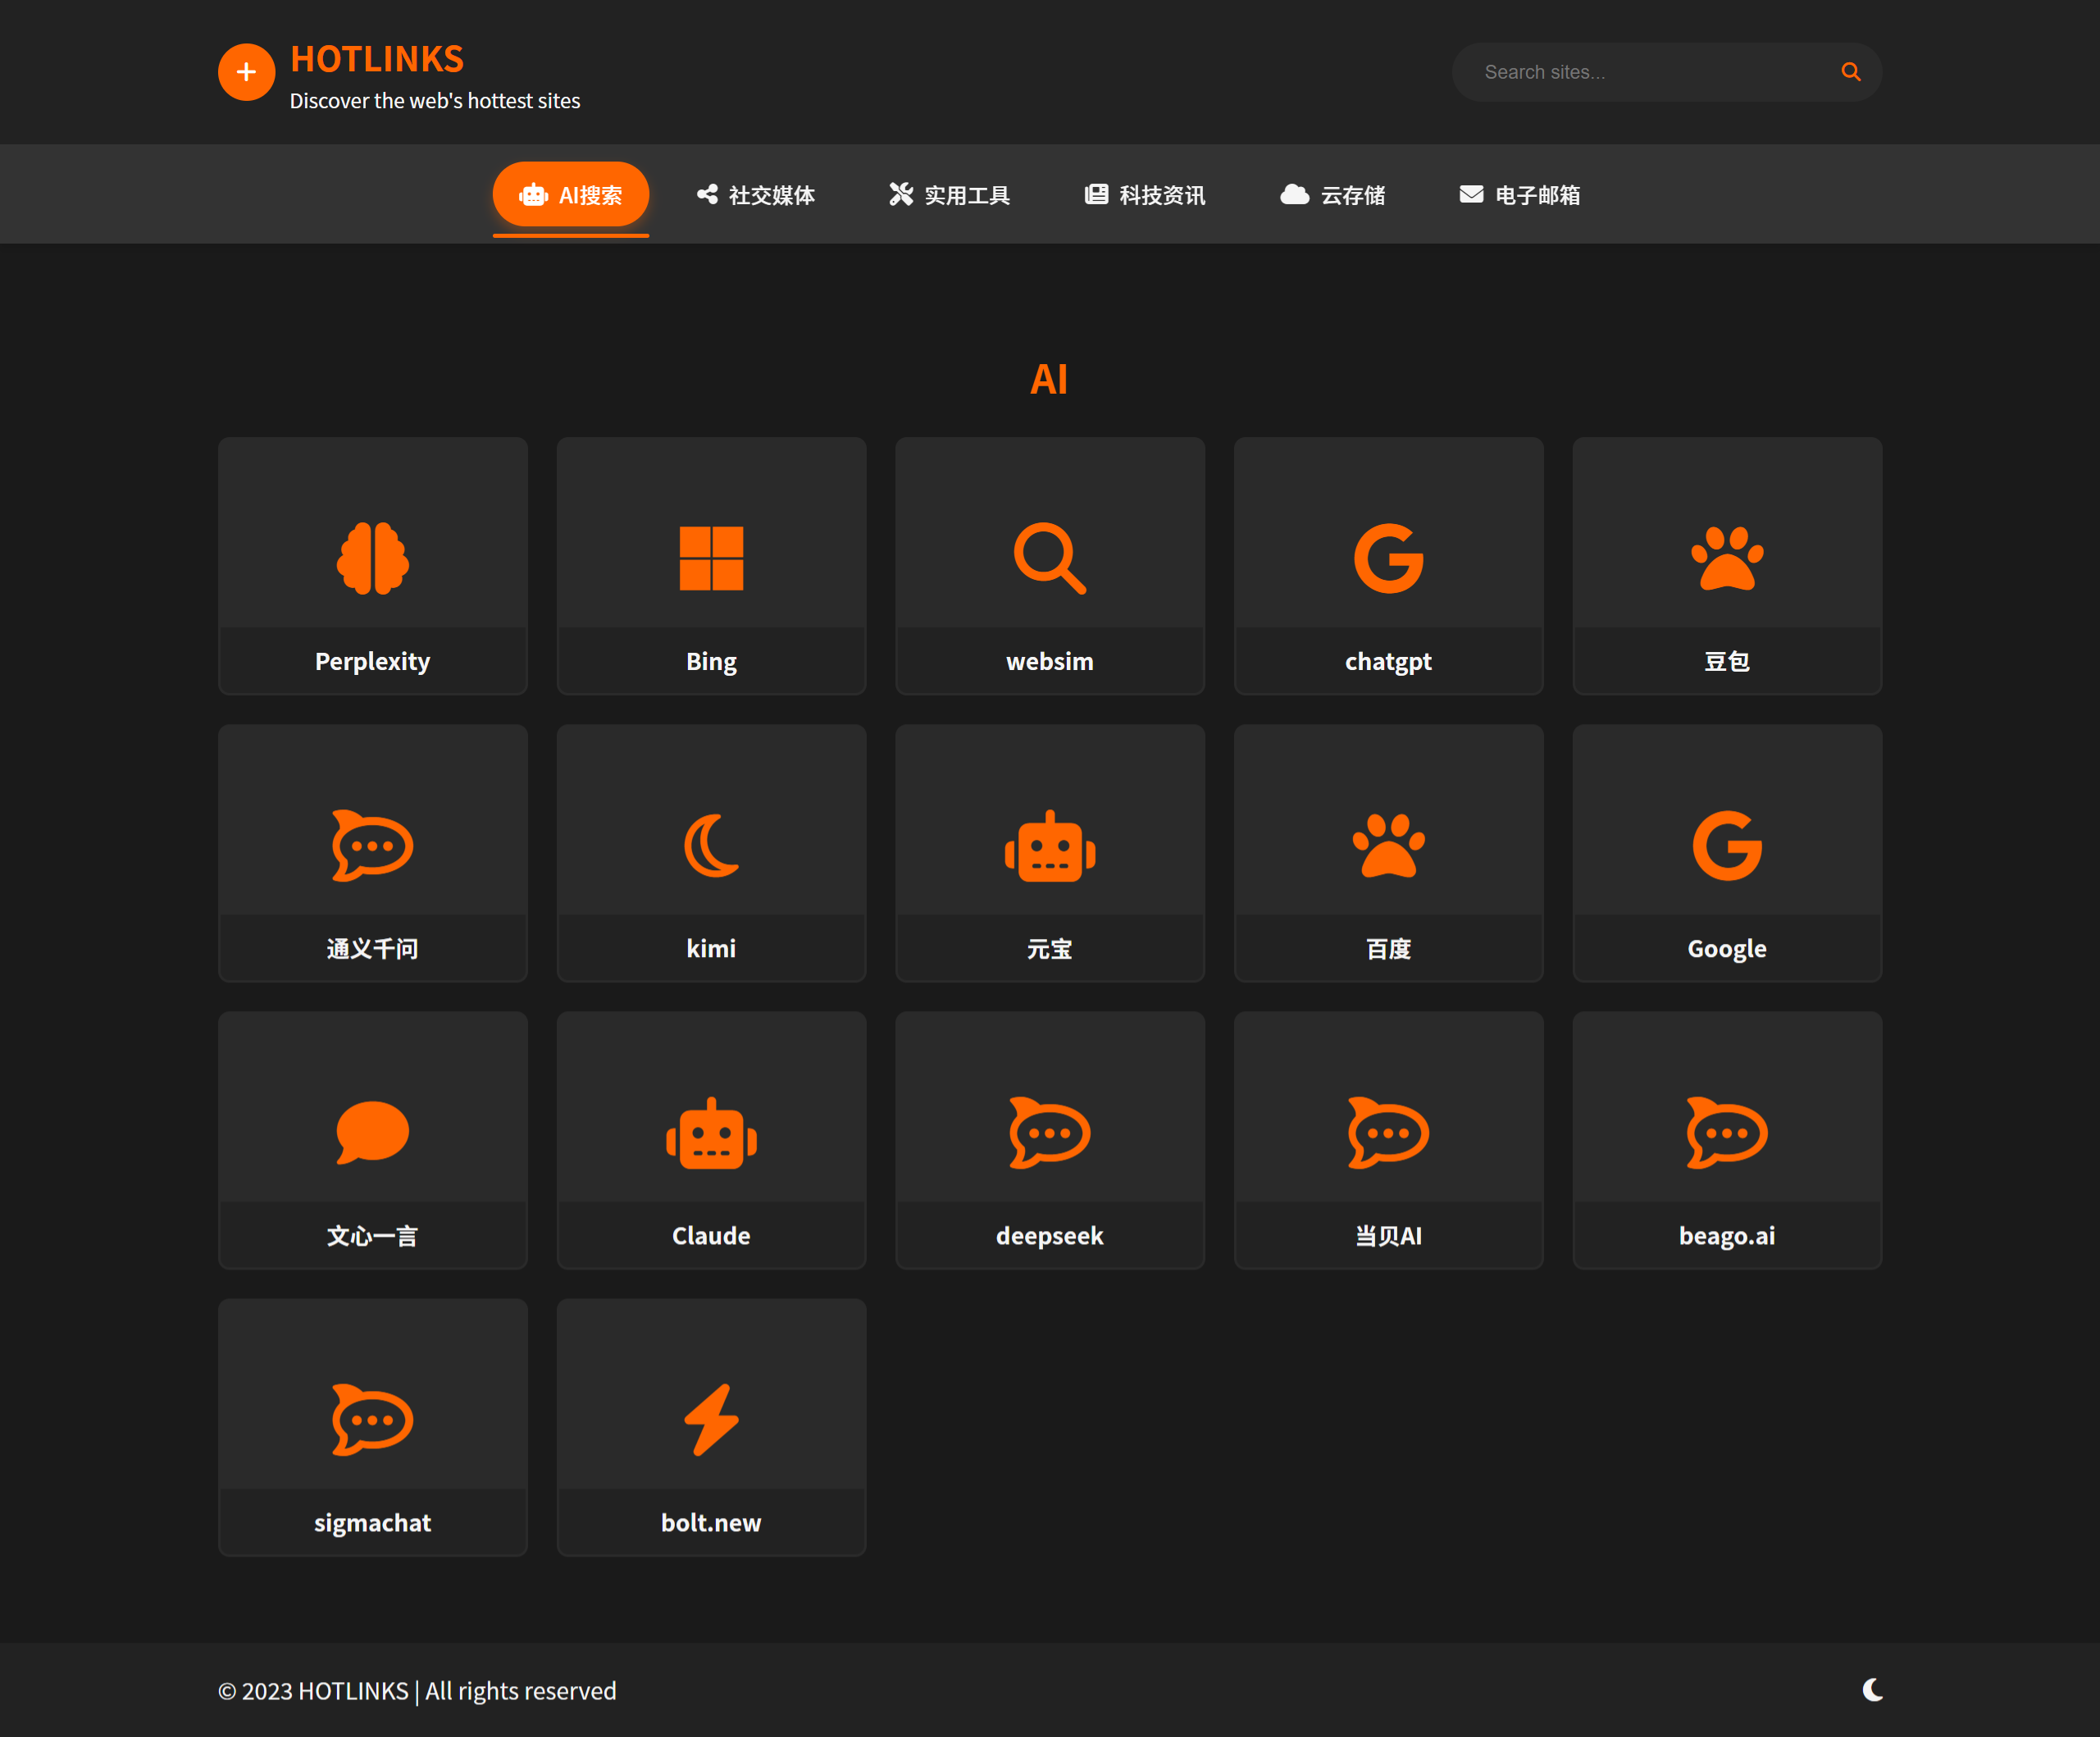 HOTLINKS
Discover the web's hottest sites
Search sites...
AI搜索
社交媒体
实用工具
科技资讯
云存储
电子邮箱
AI
Perplexity
Bing
websim
chatgpt
豆包
通义千问
kimi
元宝
百度
Google
文心一言
Claude
deepseek
当贝AI
beago.ai
sigmachat
bolt.new
© 2023 HOTLINKS | All rights reserved